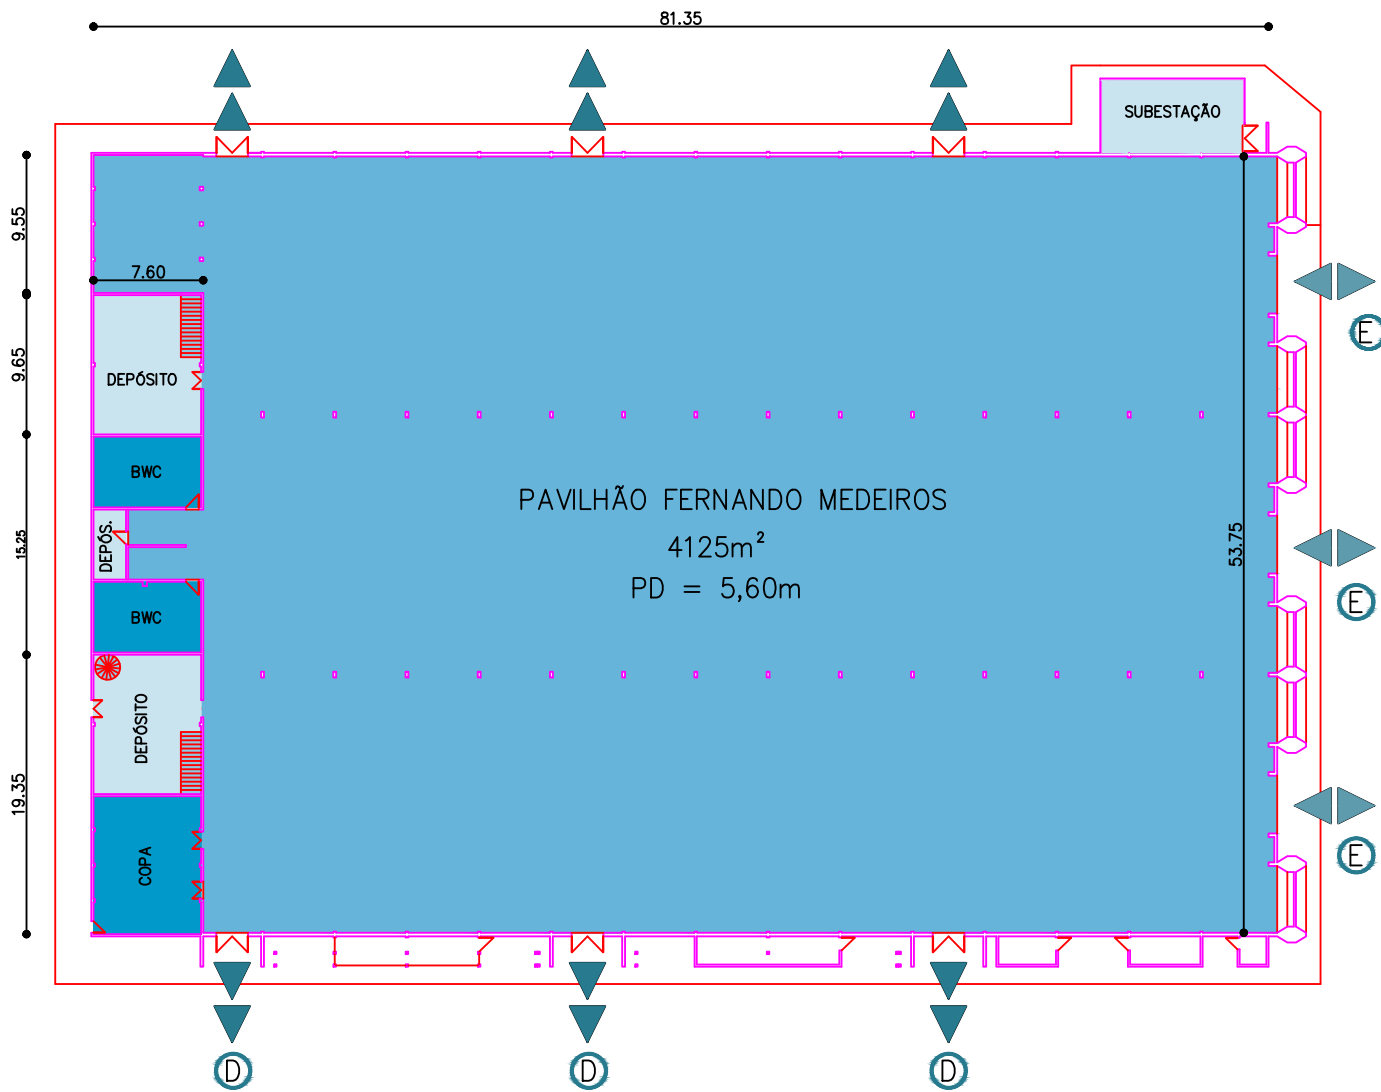 81.35
SUBESTAÇÃO
9.55
7.60
E
9.65
DEPÓSITO
BWC
PAVILHÃO FERNANDO MEDEIROS
4125m²
PD = 5,60m
DEPÓS.
15.25
53.75
E
BWC
DEPÓSITO
19.35
COPA
E
D
D
D